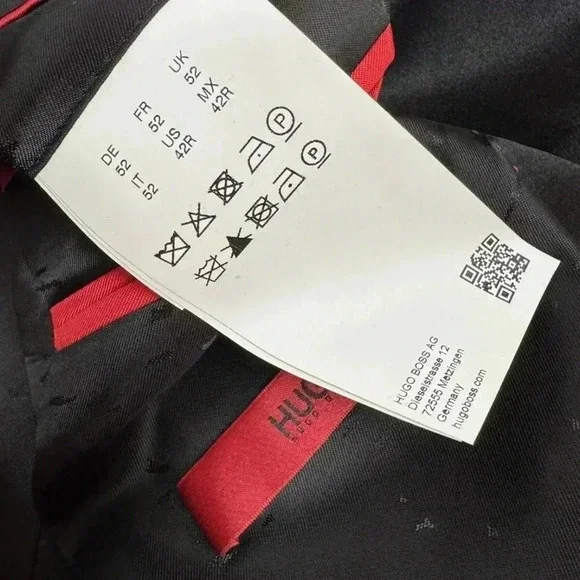 DE FR UK
52 52 52
IT US MX
52 42R 42R
P
P
HUGO BOSS AG
Dieselstrasse 12
72555 Metzingen
Germany
hugoboss.com
HUG
HUGO